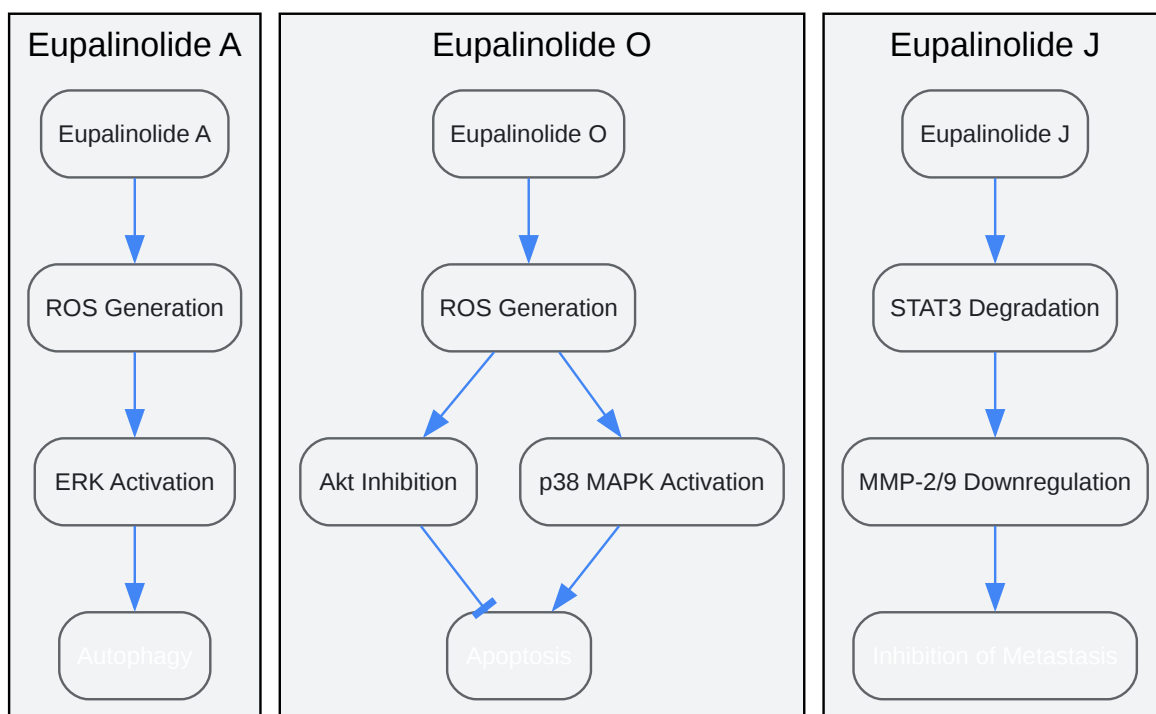 Eupalinolide A
Eupalinolide A
ROS Generation
ERK Activation
Autophagy
Eupalinolide O
Eupalinolide O
ROS Generation
Akt Inhibition
p38 MAPK Activation
Apoptosis
Eupalinolide J
Eupalinolide J
STAT3 Degradation
MMP-2/9 Downregulation
Inhibition of Metastasis